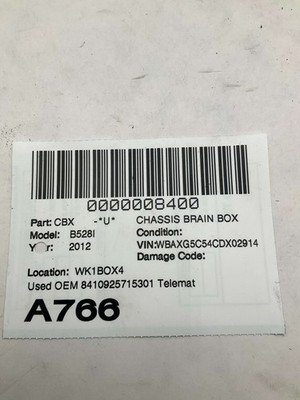 0000008400
Part: CBX -*U* CHASSIS BRAIN BOX
Model: B528I Condition:
Year: 2012 VIN:WBAXG5C54CDX02914
Damage Code:
Location: WK1BOX4
Used OEM 8410925715301 Telemat
A766